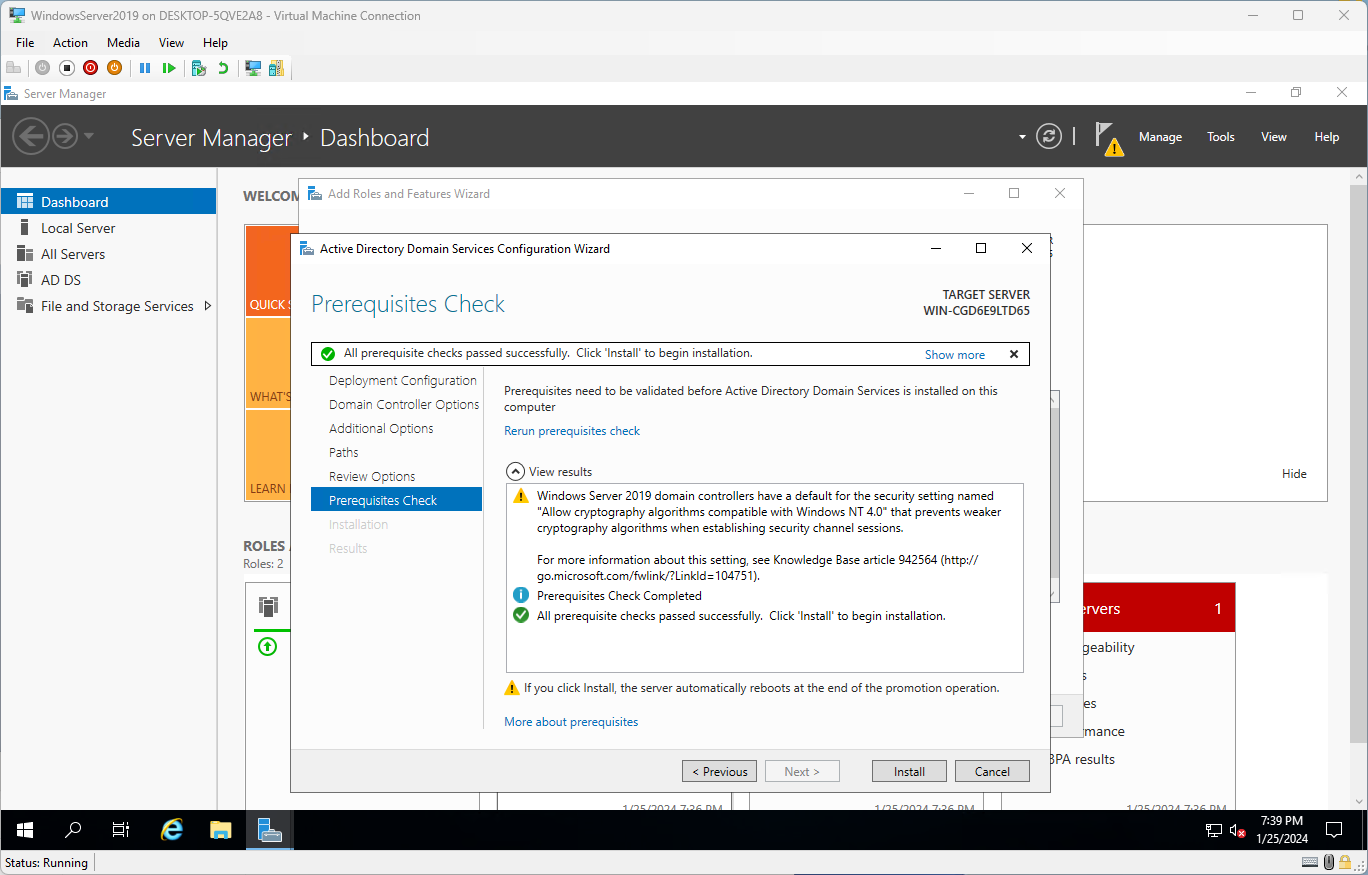 WindowsServer2019 on DESKTOP-5QVE2A8 - Virtual Machine Connection
File Action Media View Help
Server Manager
Server Manager Dashboard
Manage Tools View Help
Dashboard
Local Server
All Servers
AD DS
File and Storage Services
WELCOM
QUICK S
WHAT'S
LEARN
Hide
ROLES
Roles: 2
Add Roles and Features Wizard
Active Directory Domain Services Configuration Wizard
Prerequisites Check
TARGET SERVER
WIN-CGD6E9LTD65
All prerequisite checks passed successfully.  Click 'Install' to begin installation.
Show more
Deployment Configuration
Domain Controller Options
Additional Options
Paths
Review Options
Prerequisites Check
Installation
Results
Prerequisites need to be validated before Active Directory Domain Services is installed on this
computer
Rerun prerequisites check
View results
Windows Server 2019 domain controllers have a default for the security setting named
"Allow cryptography algorithms compatible with Windows NT 4.0" that prevents weaker
cryptography algorithms when establishing security channel sessions.
For more information about this setting, see Knowledge Base article 942564 (http://
go.microsoft.com/fwlink/?LinkId=104751).
Prerequisites Check Completed
All prerequisite checks passed successfully.  Click 'Install' to begin installation.
If you click Install, the server automatically reboots at the end of the promotion operation.
More about prerequisites
< Previous
Next >
Install
Cancel
ervers 1
geability
s
es
mance
BPA results
1/25/2024 7:36 PM
1/25/2024 7:36 PM
1/25/2024 7:36 PM
7:39 PM
1/25/2024
Status: Running